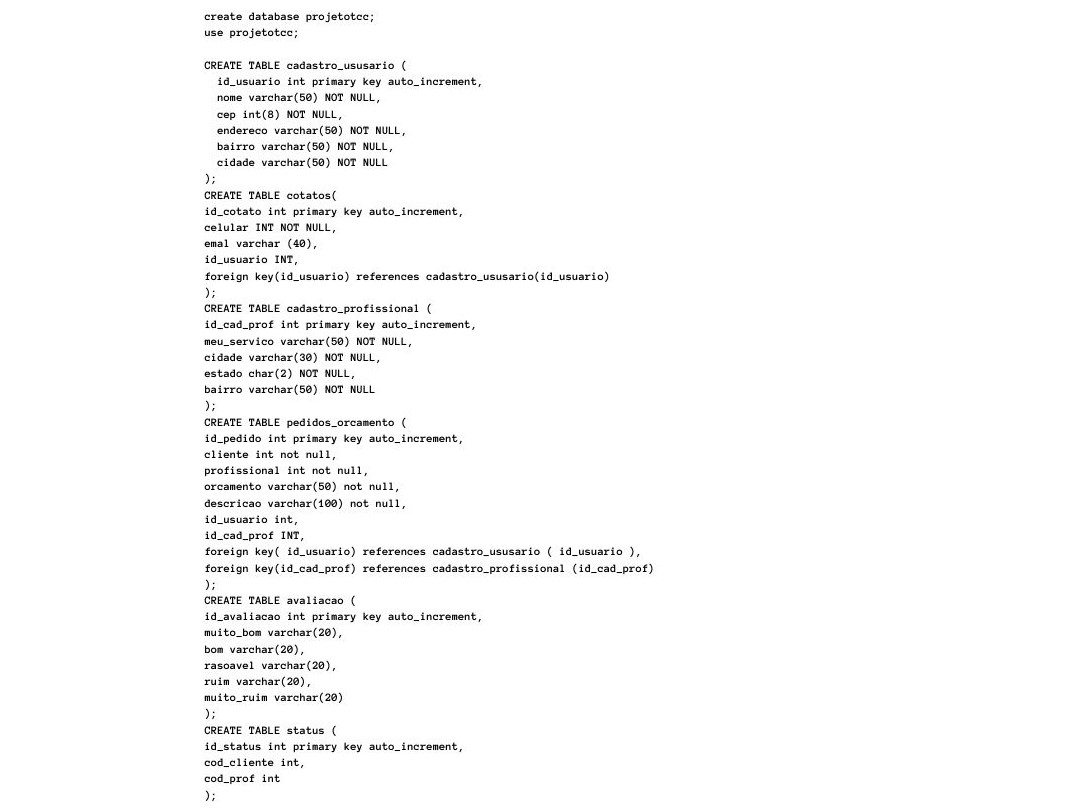 create database projetotcc;
use projetotcc;
CREATE TABLE cadastro_ususario (
id_usuario int primary key auto_increment,
nome varchar(50) NOT NULL,
cep int(8) NOT NULL,
endereco varchar(50) NOT NULL,
bairro varchar(50) NOT NULL,
cidade varchar(50) NOT NULL
);
CREATE TABLE cotatos(
id_cotato int primary key auto_increment,
celular INT NOT NULL,
emal varchar (40),
id_usuario INT,
foreign key(id_usuario) references cadastro_ususario(id_usuario)
);
CREATE TABLE cadastro_profissional (
id_cad_prof int primary key auto_increment,
meu_servico varchar(50) NOT NULL,
cidade varchar(30) NOT NULL,
estado char(2) NOT NULL,
bairro varchar(50) NOT NULL
);
CREATE TABLE pedidos_orcamento (
id_pedido int primary key auto_increment,
cliente int not null,
profissional int not null,
orcamento varchar(50) not null,
descricao varchar(100) not null,
id_usuario int,
id_cad_prof INT,
foreign key( id_usuario) references cadastro_ususario ( id_usuario ),
foreign key(id_cad_prof) references cadastro_profissional (id_cad_prof)
);
CREATE TABLE avaliacao (
id_avaliacao int primary key auto_increment,
muito_bom varchar(20),
bom varchar(20),
rasoavel varchar(20),
ruim varchar(20),
muito_ruim varchar(20)
);
CREATE TABLE status (
id_status int primary key auto_increment,
cod_cliente int,
cod_prof int
);